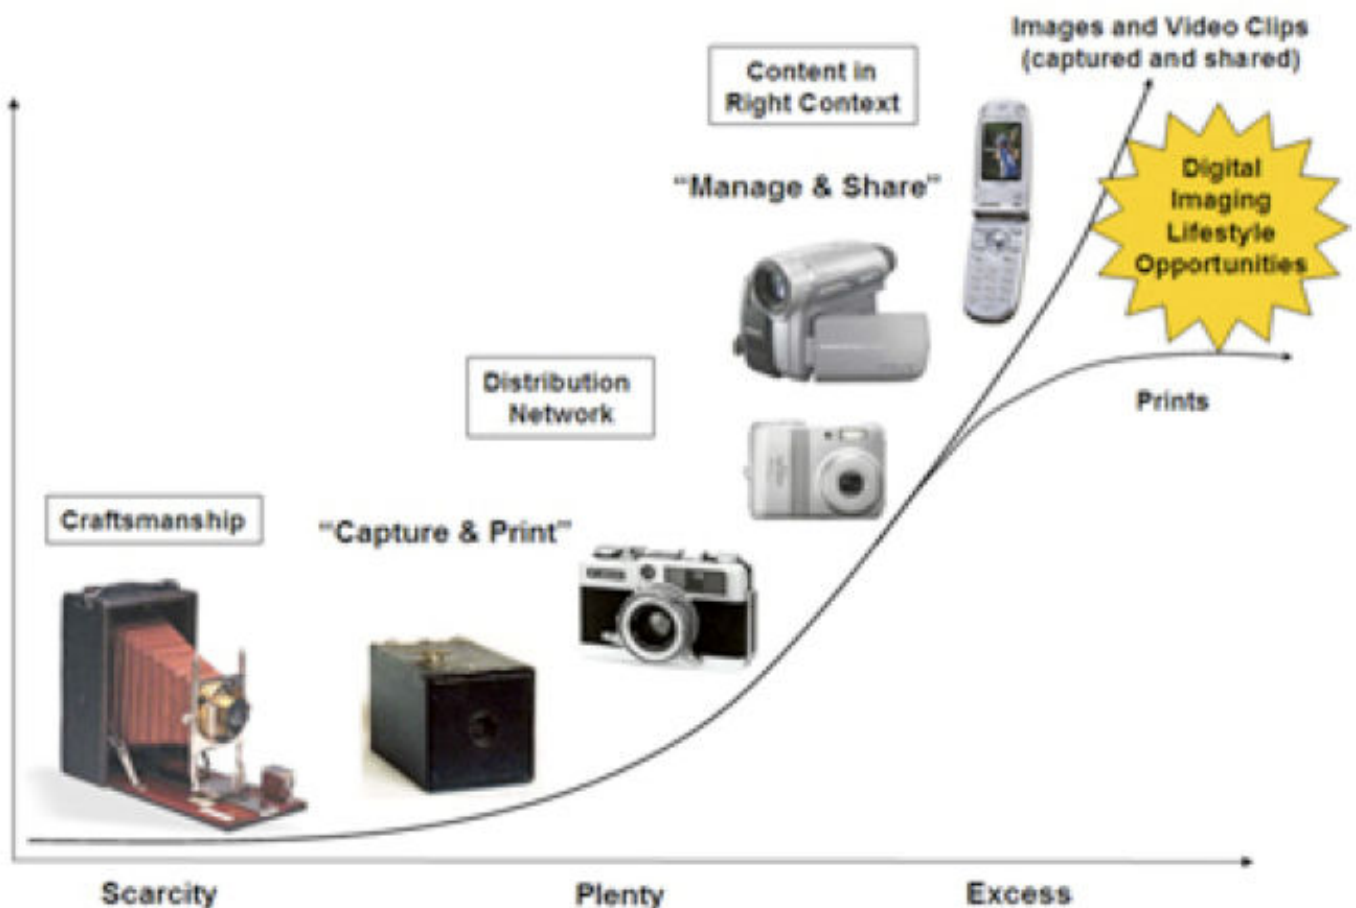 Images and Video Clips
(captured and shared)
Content in
Right Context
Digital
Imaging
Lifestyle
Opportunities
“Manage & Share”
Distribution
Network
Prints
Craftsmanship
“Capture & Print”
Scarcity
Plenty
Excess